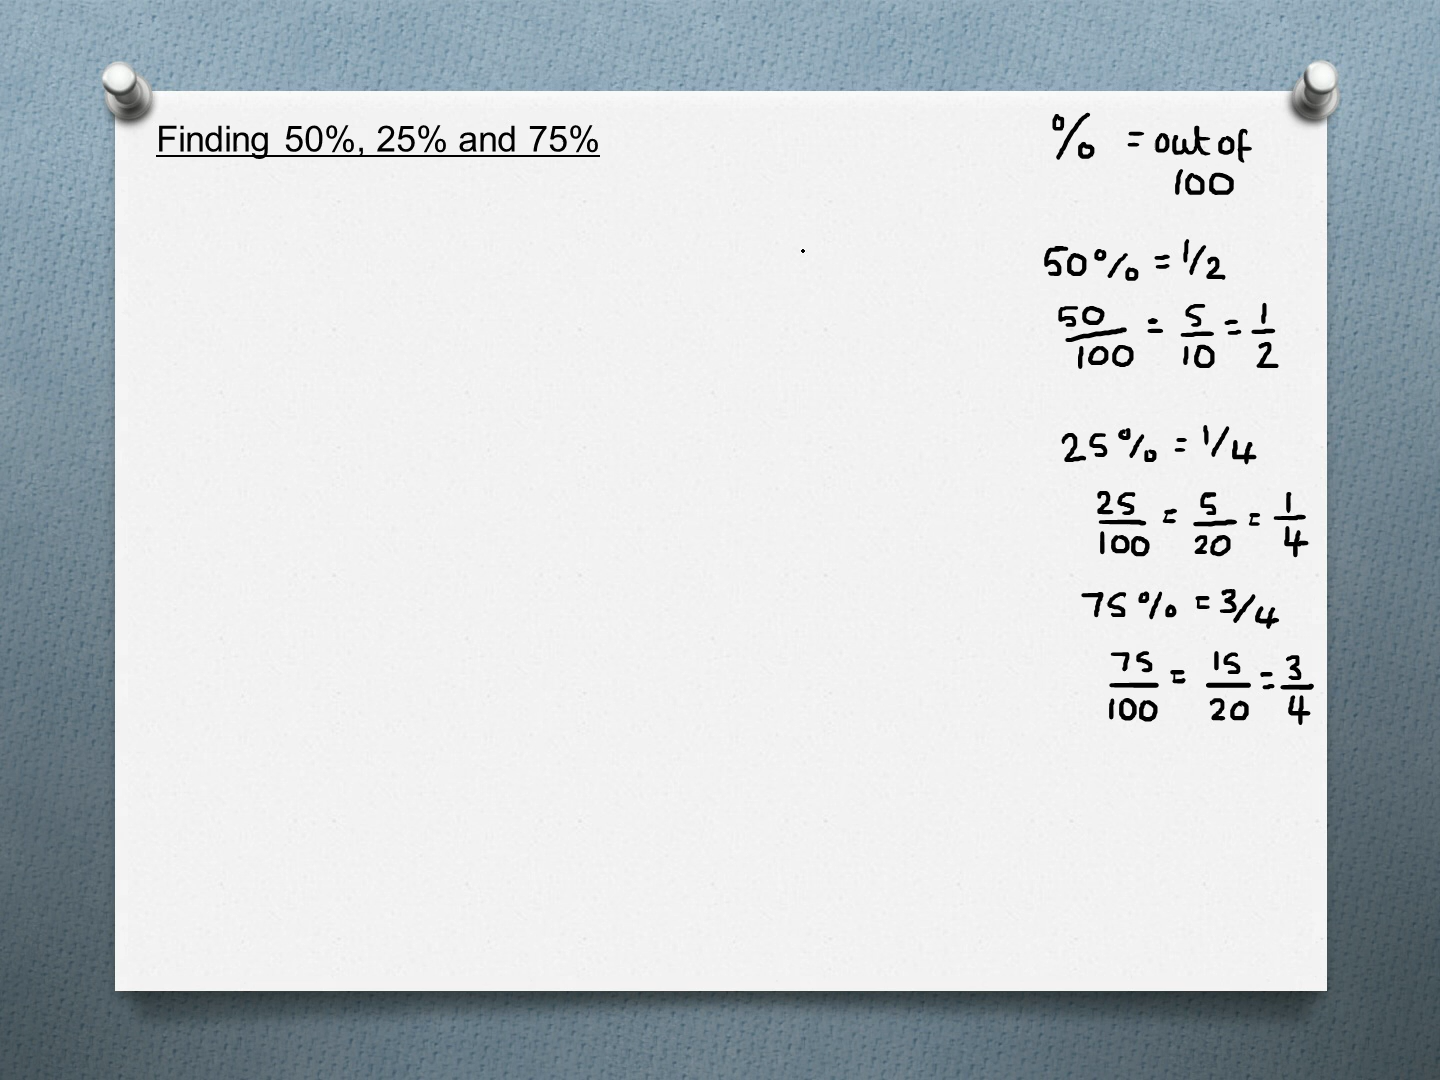 Finding 50%, 25% and 75%
% = out of
100
50% = 1/2
50/100 = 5/10 = 1/2
25% = 1/4
25/100 = 5/20 = 1/4
75% = 3/4
75/100 = 15/20 = 3/4